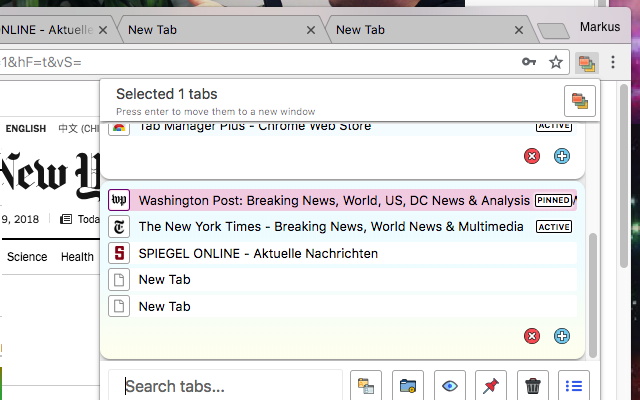 ONLINE - Aktuelle
New Tab
New Tab
Markus
=1&hF=t&vS=
Selected 1 tabs
Press enter to move them to a new window
Tab Manager Plus - Chrome Web Store
ACTIVE
ENGLISH
中文 (CHI
New Y
9, 2018
Toda
Science
Health
wp
Washington Post: Breaking News, World, US, DC News & Analysis
PINNED
T
The New York Times - Breaking News, World News & Multimedia
ACTIVE
S
SPIEGEL ONLINE - Aktuelle Nachrichten
New Tab
New Tab
Search tabs...